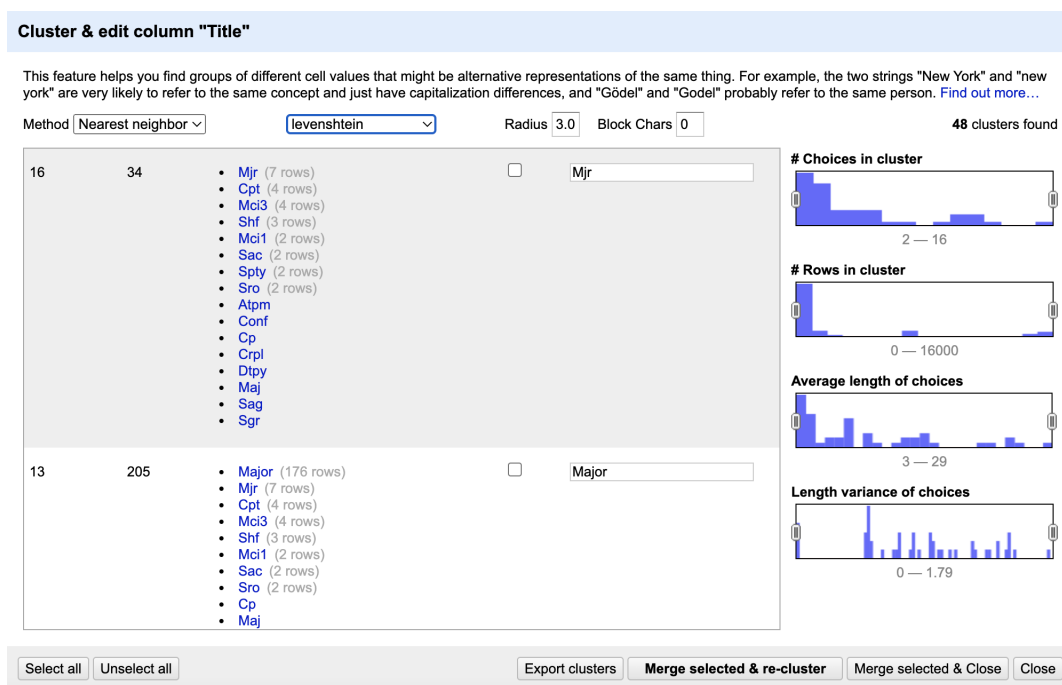 Cluster & edit column "Title"
This feature helps you find groups of different cell values that might be alternative representations of the same thing. For example, the two strings "New York" and "new
york" are very likely to refer to the same concept and just have capitalization differences, and "Gödel" and "Godel" probably refer to the same person. Find out more…
Method Nearest neighbor levenshtein Radius 3.0 Block Chars 0 48 clusters found
16 34 • Mjr (7 rows) Mjr
• Cpt (4 rows)
• Mci3 (4 rows)
• Shf (3 rows)
• Mci1 (2 rows)
• Sac (2 rows)
• Spty (2 rows)
• Sro (2 rows)
• Atpm
• Conf
• Cp
• Crpl
• Dtpy
• Maj
• Sag
• Sgr
13 205 • Major (176 rows) Major
• Mjr (7 rows)
• Cpt (4 rows)
• Mci3 (4 rows)
• Shf (3 rows)
• Mci1 (2 rows)
• Sac (2 rows)
• Sro (2 rows)
• Cp
• Maj
# Choices in cluster
2 — 16
# Rows in cluster
0 — 16000
Average length of choices
3 — 29
Length variance of choices
0 — 1.79
Select all Unselect all Export clusters Merge selected & re-cluster Merge selected & Close Close